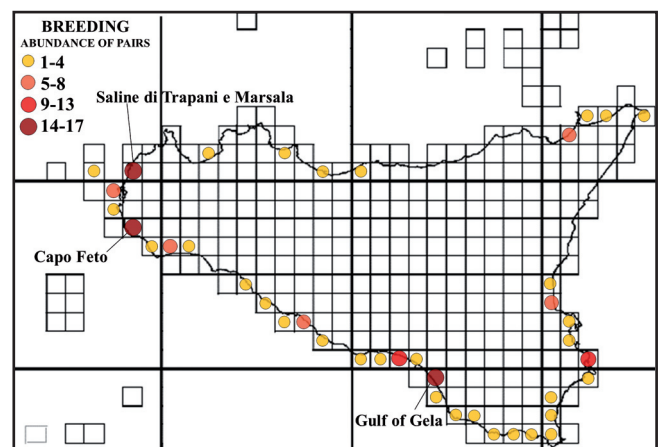 BREEDING
ABUNDANCE OF PAIRS
1-4
5-8
9-13
14-17
Saline di Trapani e Marsala
Capo Feto
Gulf of Gela